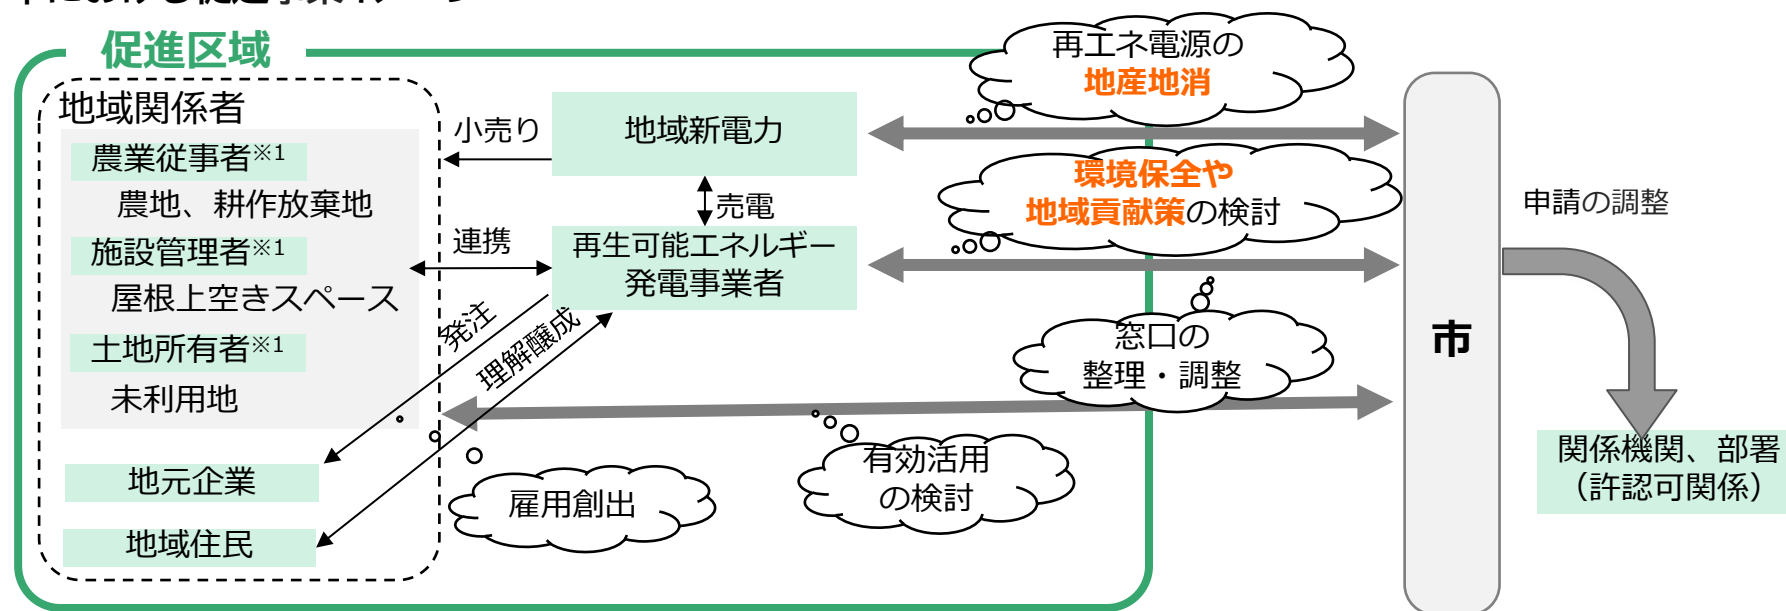 促進区域
地域関係者
農業従事者※1
農地、耕作放棄地
施設管理者※1
屋根上空きスペース
土地所有者※1
未利用地
地元企業
地域住民
小売り
地域新電力
売電
連携
再生可能エネルギー
発電事業者
発注
理解醸成
再エネ電源の
地産地消
環境保全や
地域貢献策の検討
窓口の
整理・調整
有効活用
の検討
雇用創出
市
申請の調整
関係機関、部署
（許認可関係）